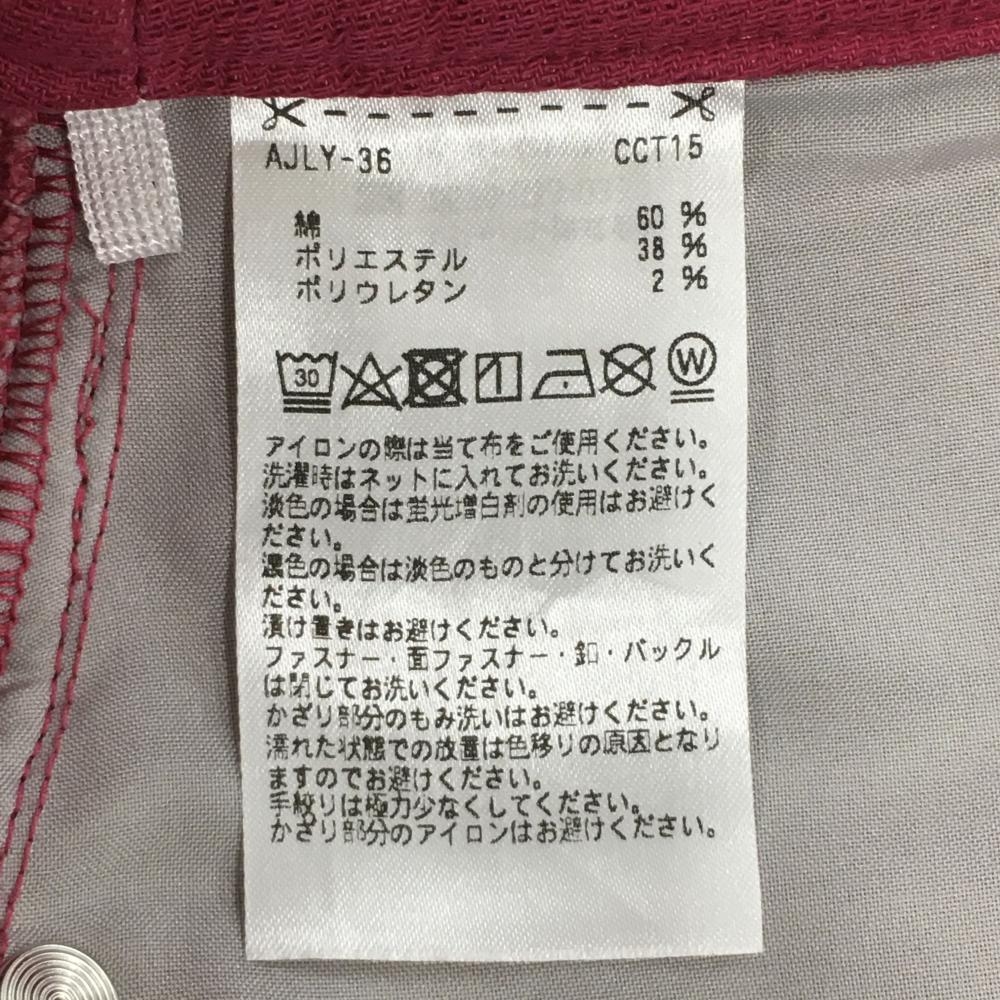 AJLY-36 CCT15
綿 60 %
ポリエステル 38 %
ポリウレタン 2 %
30 W
アイロンの際は当て布をご使用ください。
洗濯時はネットに入れてお洗いください。
淡色の場合は蛍光増白剤の使用はお避けく
ださい。
濃色の場合は淡色のものと分けてお洗いく
ださい。
漬け置きはお避けください。
ファスナー・面ファスナー・釦・バックル
は閉じてお洗いください。
かざり部分のもみ洗いはお避けください。
濡れた状態での放置は色移りの原因となり
ますのでお避けください。
手絞りは極力少なくしてください。
かざり部分のアイロンはお避けください。